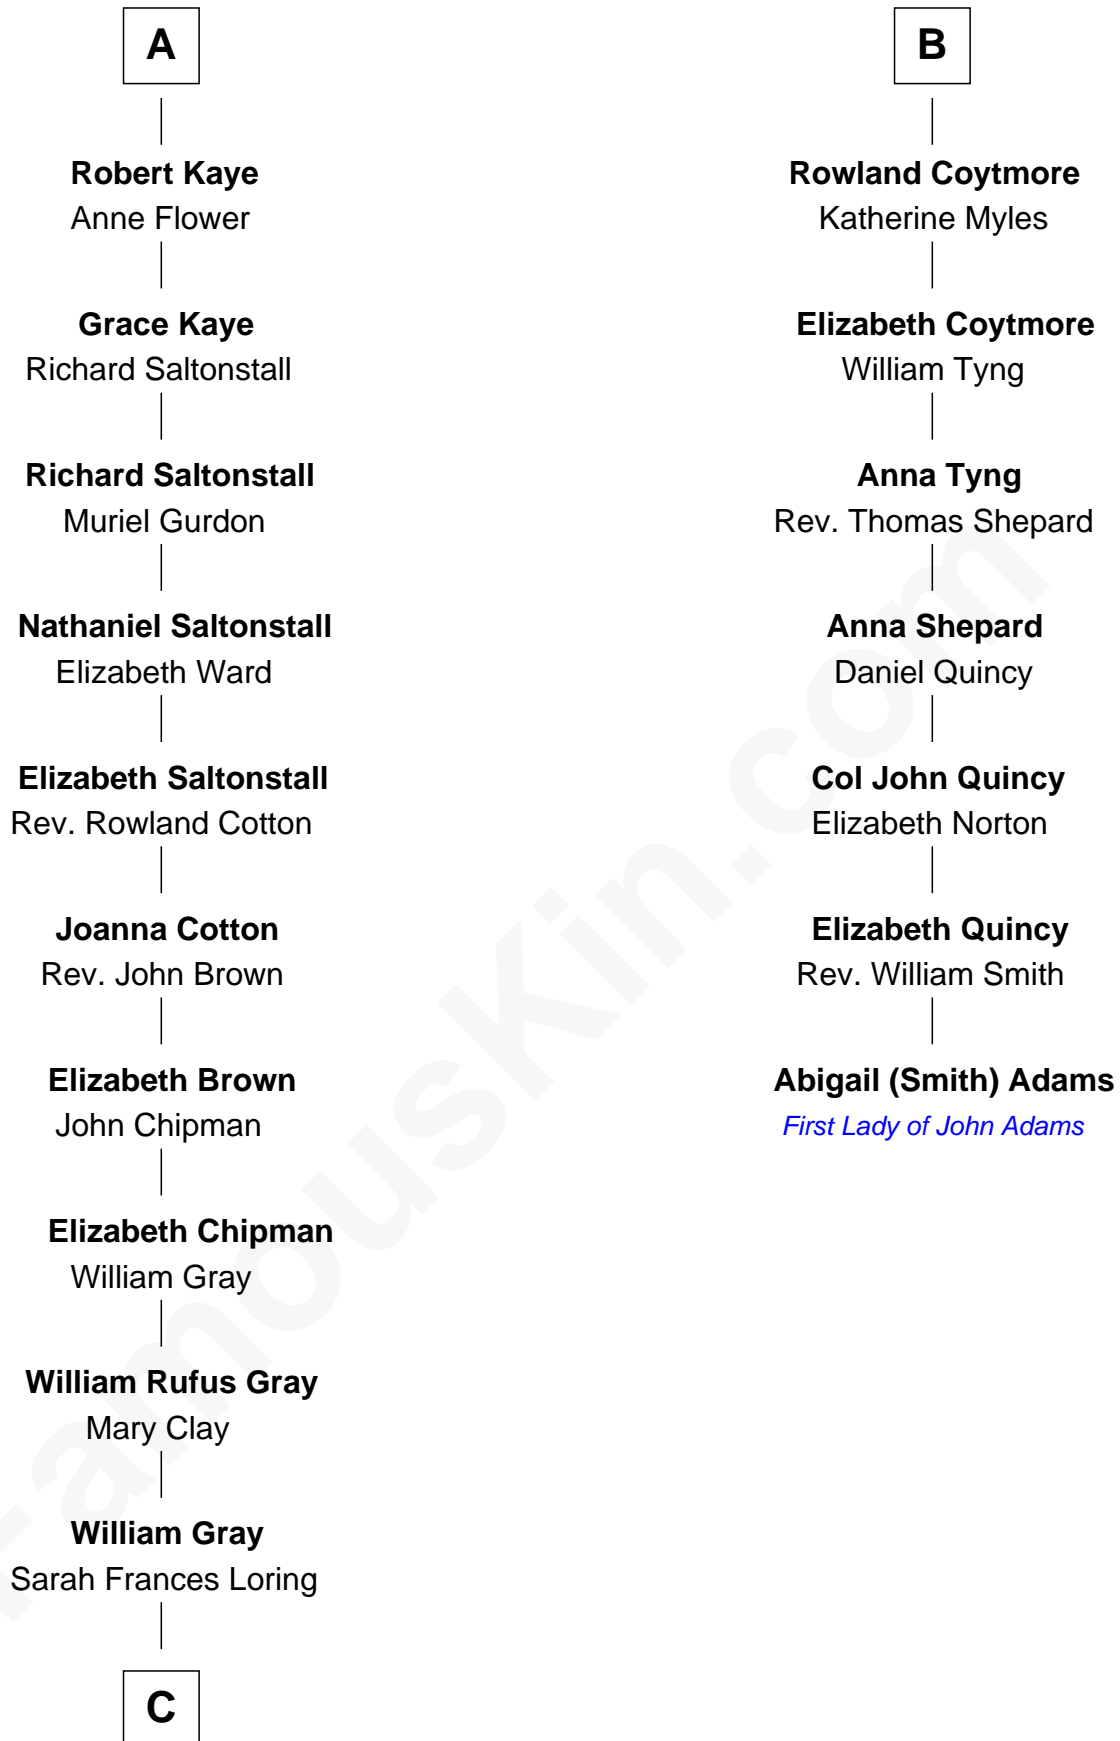 A
Robert Kaye
Anne Flower
Grace Kaye
Richard Saltonstall
Richard Saltonstall
Muriel Gurdon
Nathaniel Saltonstall
Elizabeth Ward
Elizabeth Saltonstall
Rev. Rowland Cotton
Joanna Cotton
Rev. John Brown
Elizabeth Brown
John Chipman
Elizabeth Chipman
William Gray
William Rufus Gray
Mary Clay
William Gray
Sarah Frances Loring
C
B
Rowland Coytmore
Katherine Myles
Elizabeth Coytmore
William Tyng
Anna Tyng
Rev. Thomas Shepard
Anna Shepard
Daniel Quincy
Col John Quincy
Elizabeth Norton
Elizabeth Quincy
Rev. William Smith
Abigail (Smith) Adams
First Lady of John Adams
FamousKin.com